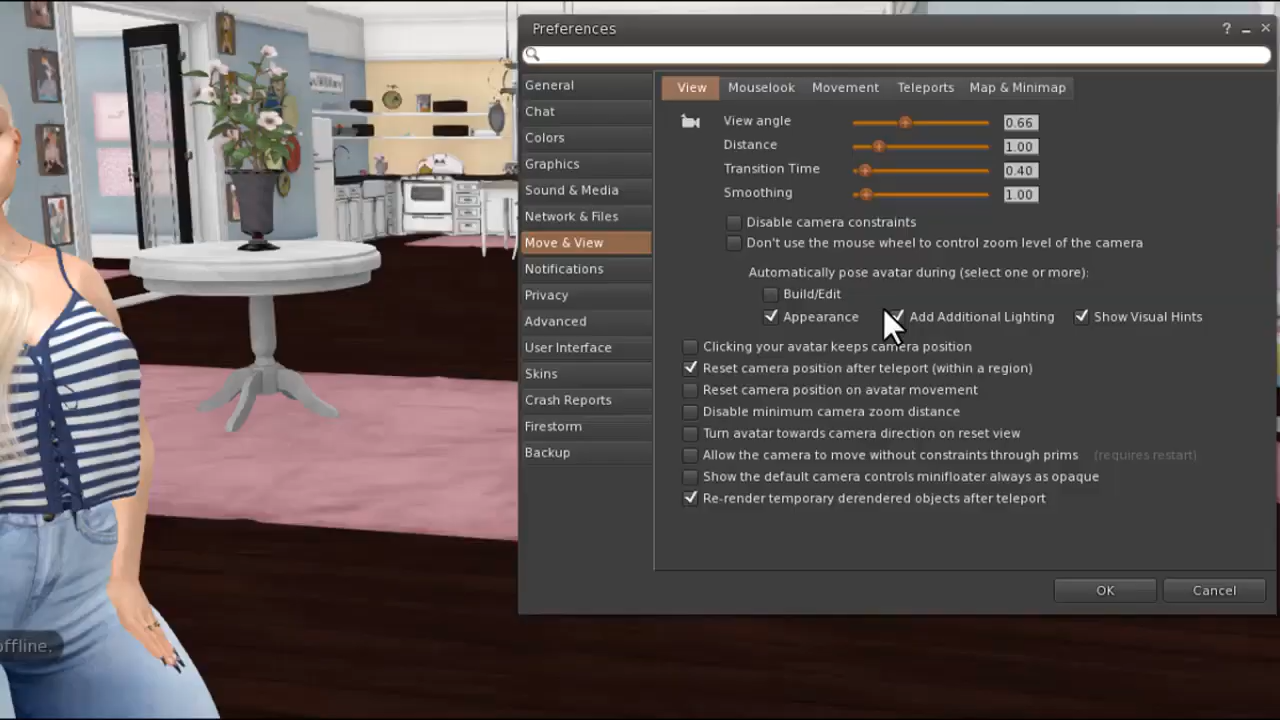 Preferences
?
General
Chat
Colors
Graphics
Sound & Media
Network & Files
Move & View
Notifications
Privacy
Advanced
User Interface
Skins
Crash Reports
Firestorm
Backup
View Mouselook Movement Teleports Map & Minimap
View angle 0.66
Distance 1.00
Transition Time 0.40
Smoothing 1.00
Disable camera constraints
Don't use the mouse wheel to control zoom level of the camera
Automatically pose avatar during (select one or more):
Build/Edit
Appearance Add Additional Lighting Show Visual Hints
Clicking your avatar keeps camera position
Reset camera position after teleport (within a region)
Reset camera position on avatar movement
Disable minimum camera zoom distance
Turn avatar towards camera direction on reset view
Allow the camera to move without constraints through prims (requires restart)
Show the default camera controls minifloater always as opaque
Re-render temporary derendered objects after teleport
OK Cancel
offline.